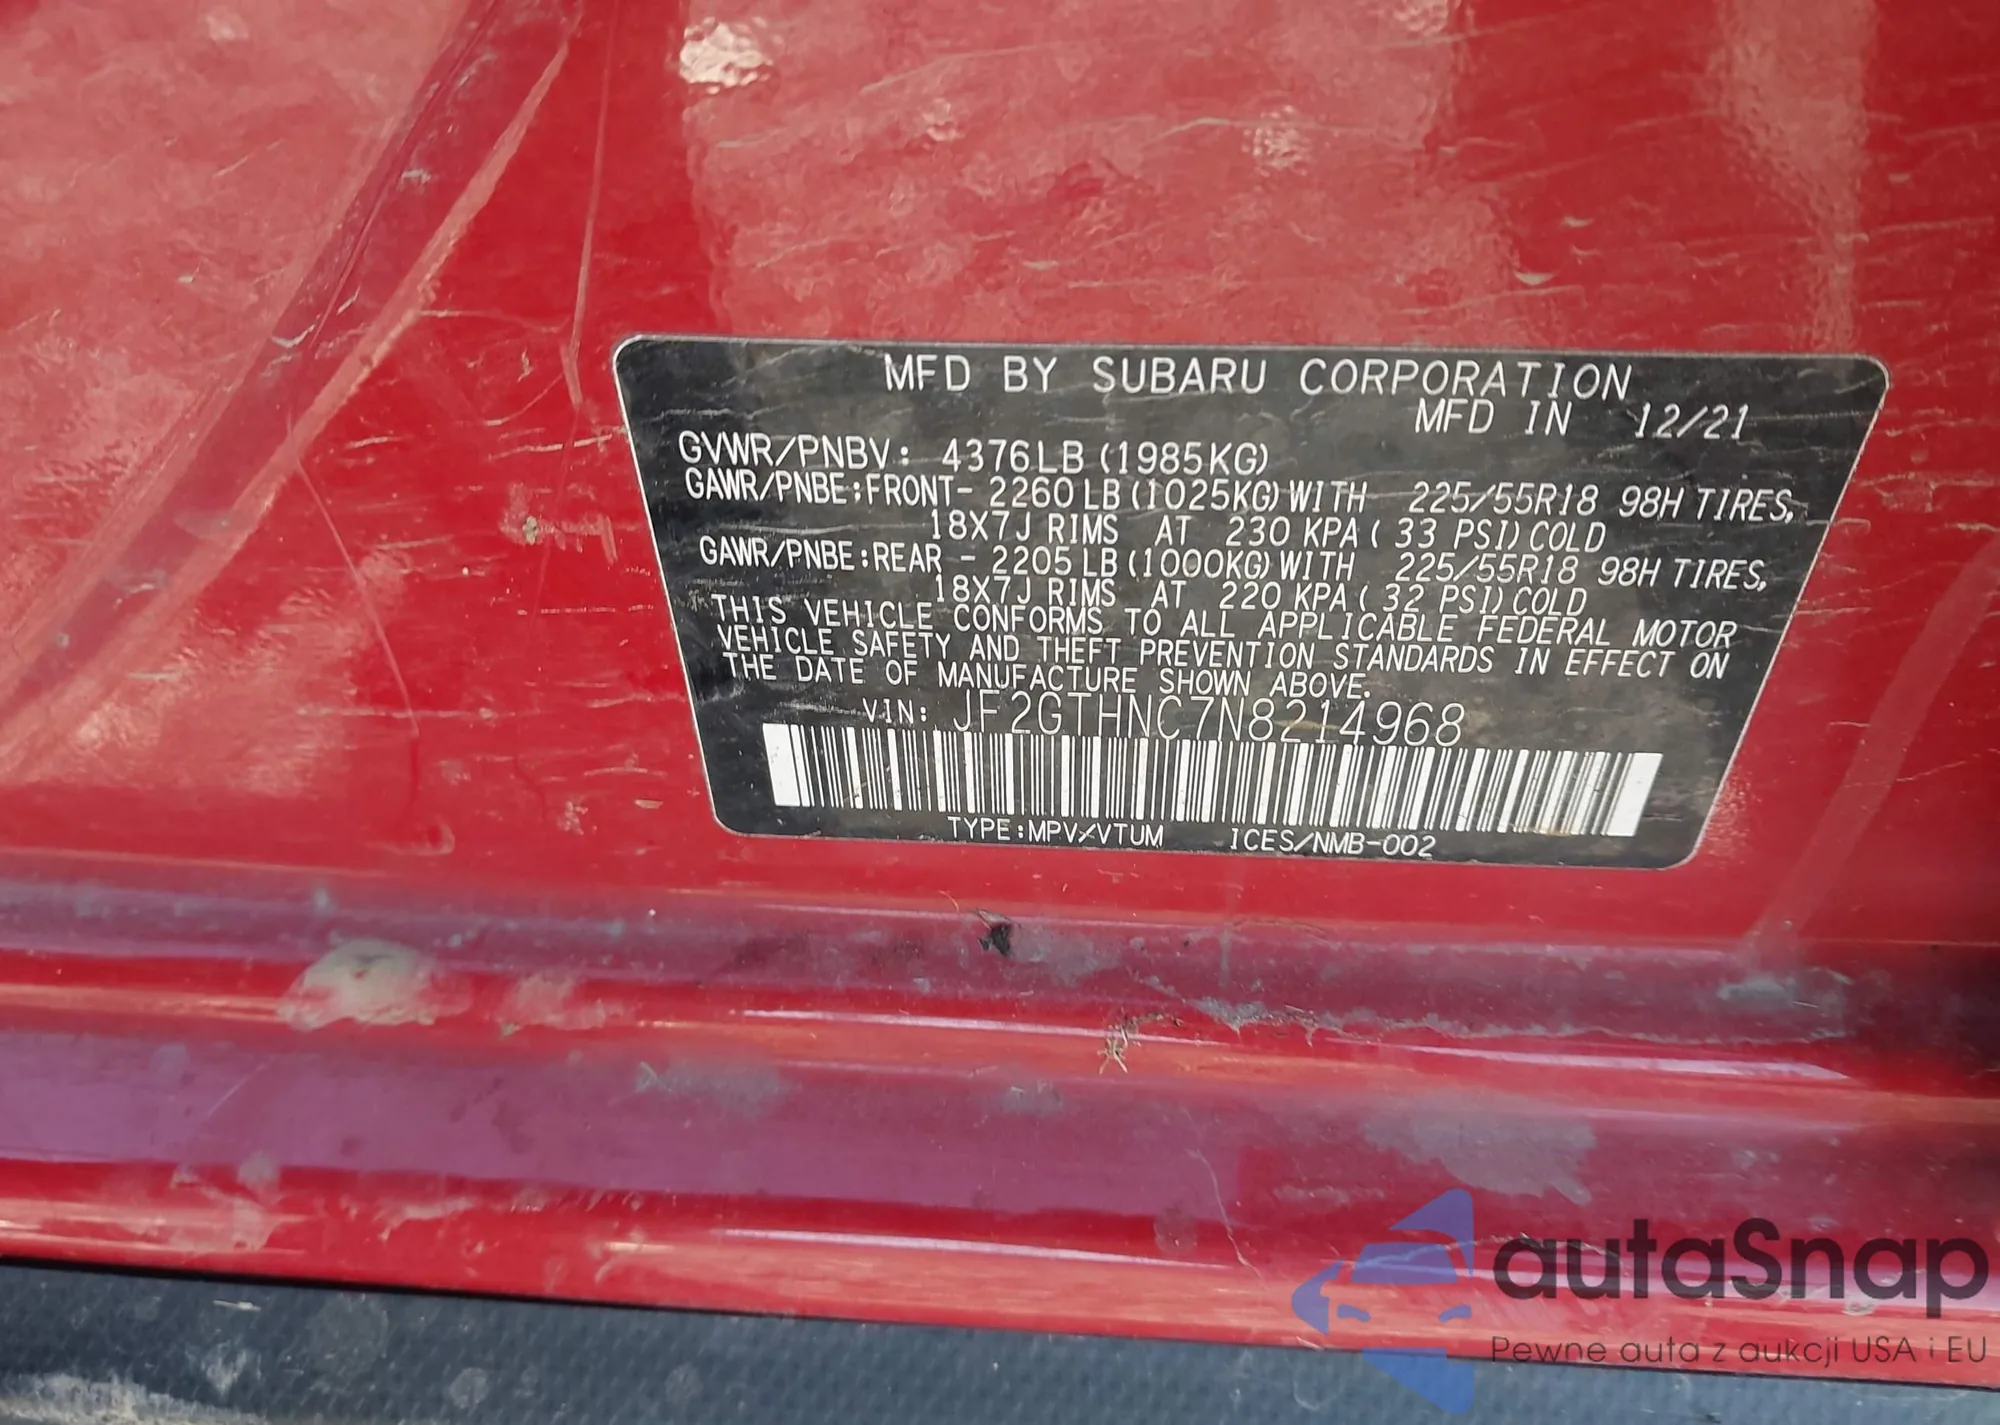 MFD BY SUBARU CORPORATION
MFD IN 12/21
GVWR/PNBV: 4376LB (1985KG)
GAWR/PNBE:FRONT- 2260 LB (1025KG) WITH 225/55R18 98H TIRES,
18X7J RIMS AT 230 KPA ( 33 PSI) COLD
GAWR/PNBE:REAR - 2205 LB (1000KG) WITH 225/55R18 98H TIRES,
18X7J RIMS AT 220 KPA ( 32 PSI) COLD
THIS VEHICLE CONFORMS TO ALL APPLICABLE FEDERAL MOTOR
VEHICLE SAFETY AND THEFT PREVENTION STANDARDS IN EFFECT ON
THE DATE OF MANUFACTURE SHOWN ABOVE.
VIN: JF2GTHNC7N8214968
TYPE:MPV/VTUM ICES/NMB-002
autaSnap
Pewne auta z aukcji USA i EU